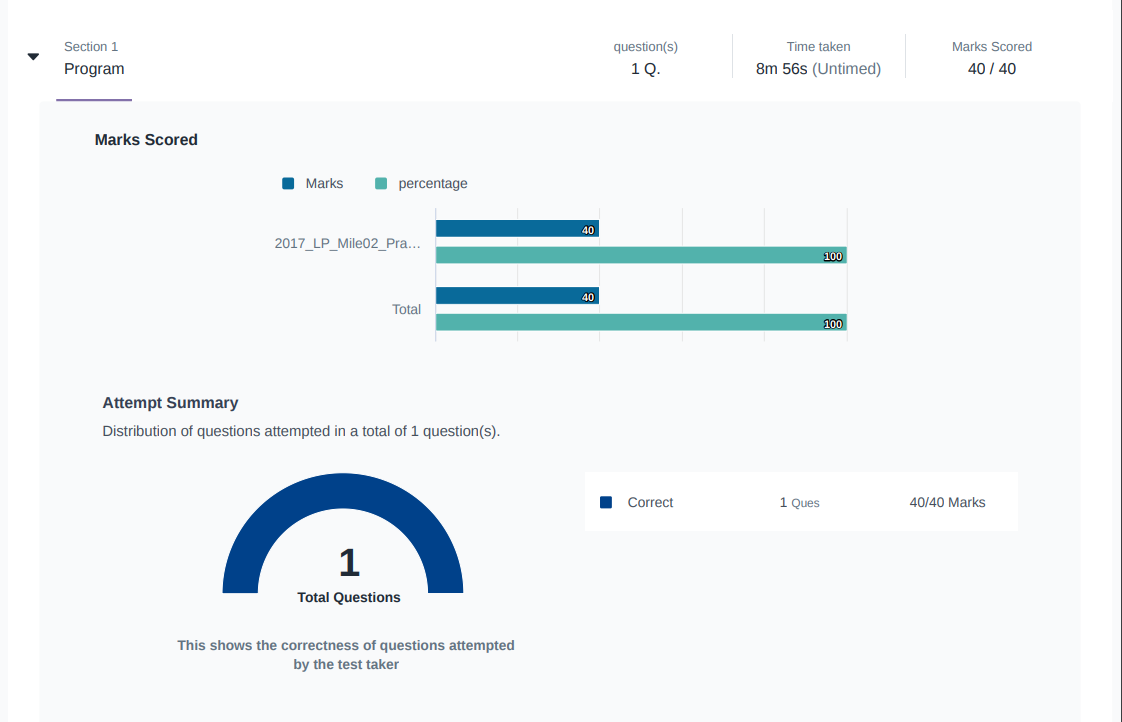 Section 1
Program
question(s)
1 Q.
Time taken
8m 56s (Untimed)
Marks Scored
40 / 40
Marks Scored
Marks
percentage
2017_LP_Mile02_Pra…
40
100
Total
40
100
Attempt Summary
Distribution of questions attempted in a total of 1 question(s).
1
Total Questions
This shows the correctness of questions attempted
by the test taker
Correct
1 Ques
40/40 Marks